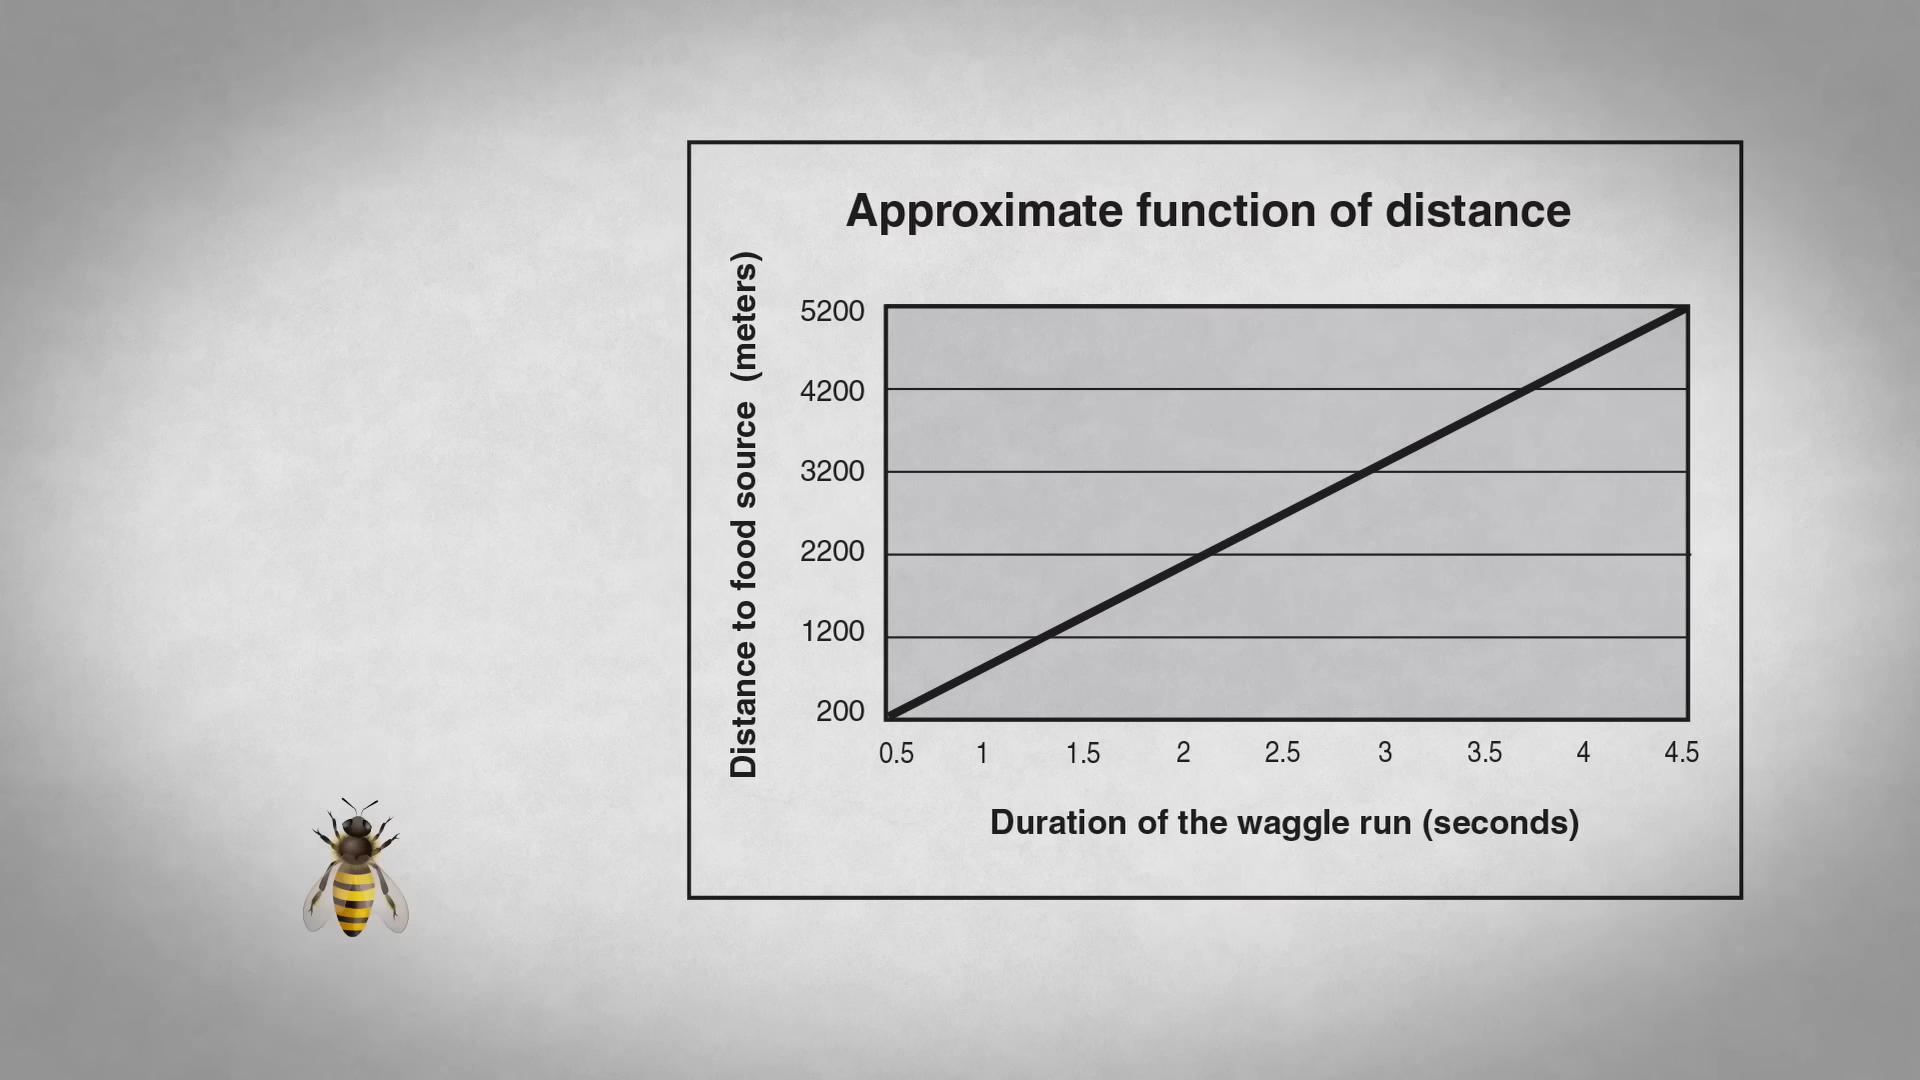 Approximate function of distance
Distance to food source (meters)
5200
4200
3200
2200
1200
200
0.5 1 1.5 2 2.5 3 3.5 4 4.5
Duration of the waggle run (seconds)